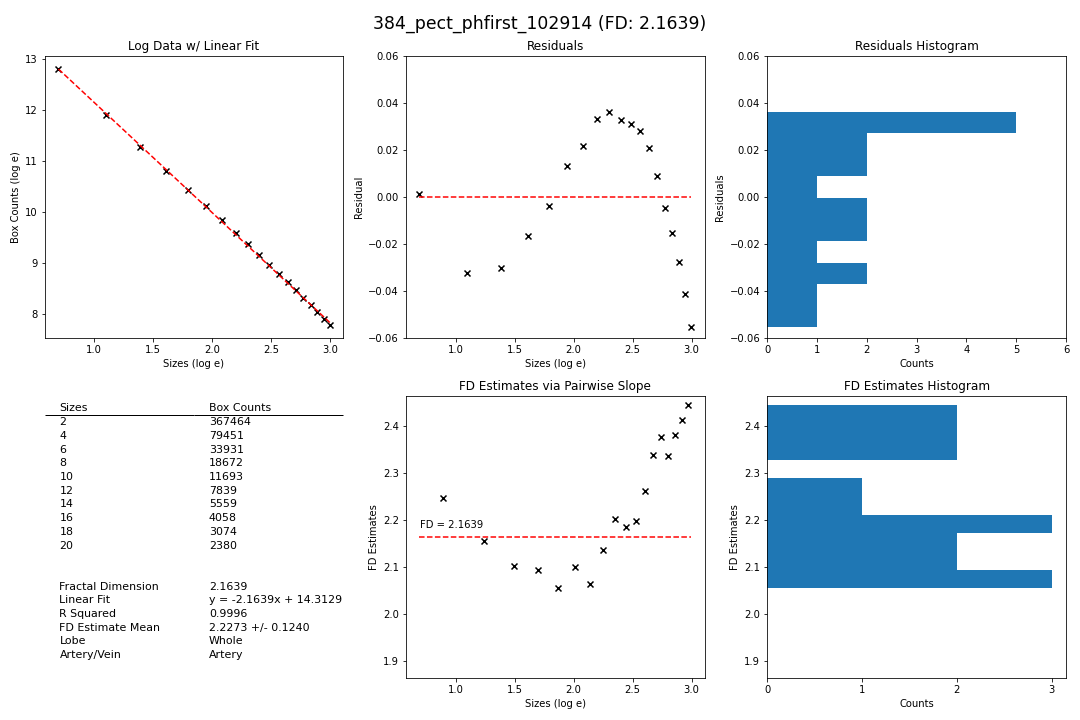 384_pect_phfirst_102914 (FD: 2.1639)
Log Data w/ Linear Fit
13
12
11
10
9
8
Box Counts (log e)
1.0 1.5 2.0 2.5 3.0
Sizes (log e)
Residuals
0.06
0.04
0.02
0.00
−0.02
−0.04
−0.06
Residual
1.0 1.5 2.0 2.5 3.0
Sizes (log e)
Residuals Histogram
0.06
0.04
0.02
0.00
−0.02
−0.04
−0.06
Residuals
0 1 2 3 4 5 6
Counts
Sizes Box Counts
2 367464
4 79451
6 33931
8 18672
10 11693
12 7839
14 5559
16 4058
18 3074
20 2380
Fractal Dimension 2.1639
Linear Fit y = -2.1639x + 14.3129
R Squared 0.9996
FD Estimate Mean 2.2273 +/- 0.1240
Lobe Whole
Artery/Vein Artery
FD Estimates via Pairwise Slope
2.4
2.3
2.2
2.1
2.0
1.9
FD Estimates
FD = 2.1639
1.0 1.5 2.0 2.5 3.0
Sizes (log e)
FD Estimates Histogram
2.4
2.3
2.2
2.1
2.0
1.9
FD Estimates
0 1 2 3
Counts